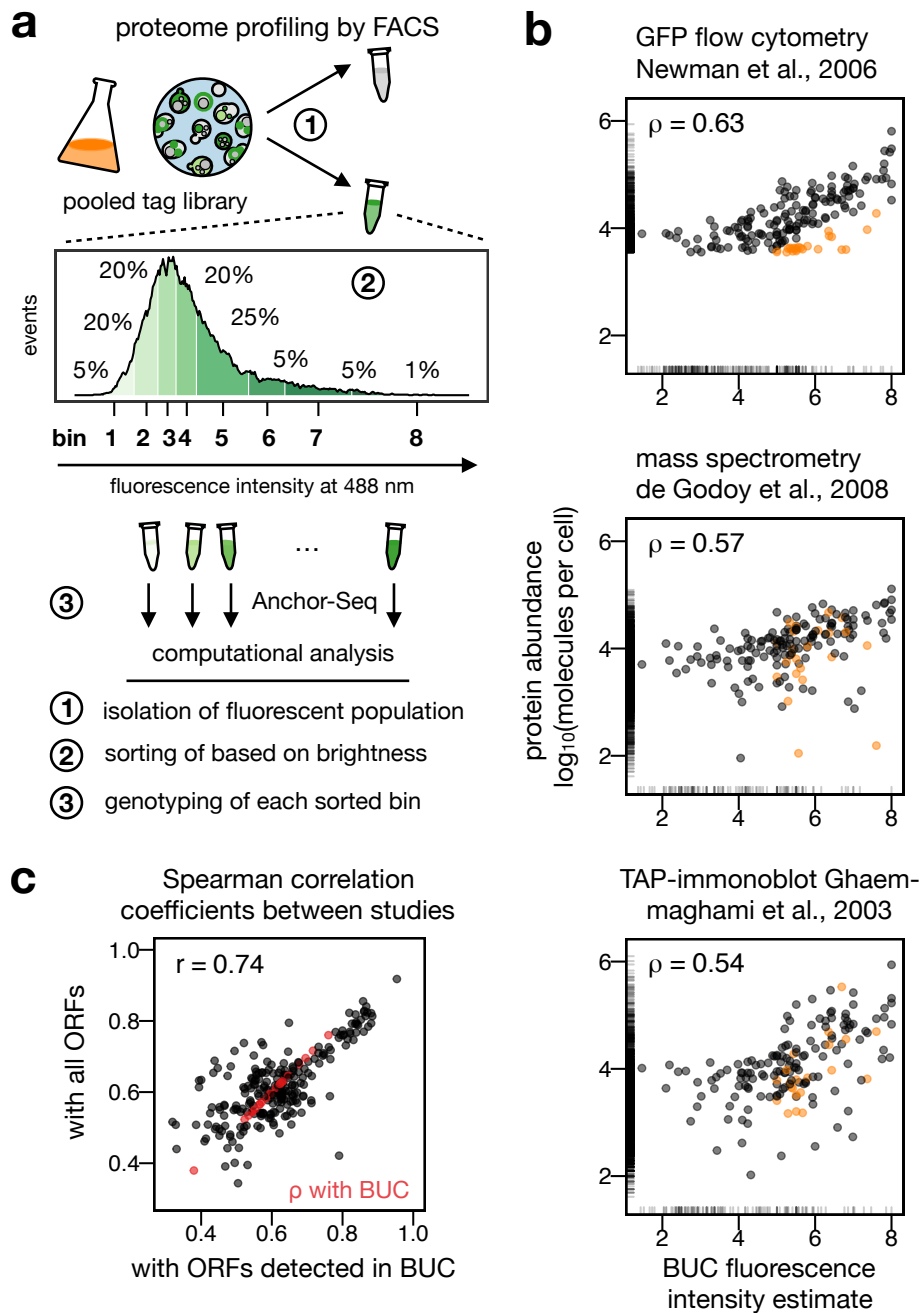 a
proteome profiling by FACS
1
pooled tag library
2
20%
20%
20%
25%
5%
5%
5%
1%
events
bin 1 2 3 4 5 6 7 8
fluorescence intensity at 488 nm
...
3
Anchor-Seq
computational analysis
1 isolation of fluorescent population
2 sorting of based on brightness
3 genotyping of each sorted bin
b
GFP flow cytometry
Newman et al., 2006
ρ = 0.63
6
4
2
2 4 6 8
mass spectrometry
de Godoy et al., 2008
ρ = 0.57
6
4
2
2 4 6 8
protein abundance
log10(molecules per cell)
TAP-immonoblot Ghaem-
maghami et al., 2003
ρ = 0.54
6
4
2
2 4 6 8
BUC fluorescence
intensity estimate
c
Spearman correlation
coefficients between studies
r = 0.74
1.0
0.8
0.6
0.4
with all ORFs
ρ with BUC
0.4 0.6 0.8 1.0
with ORFs detected in BUC